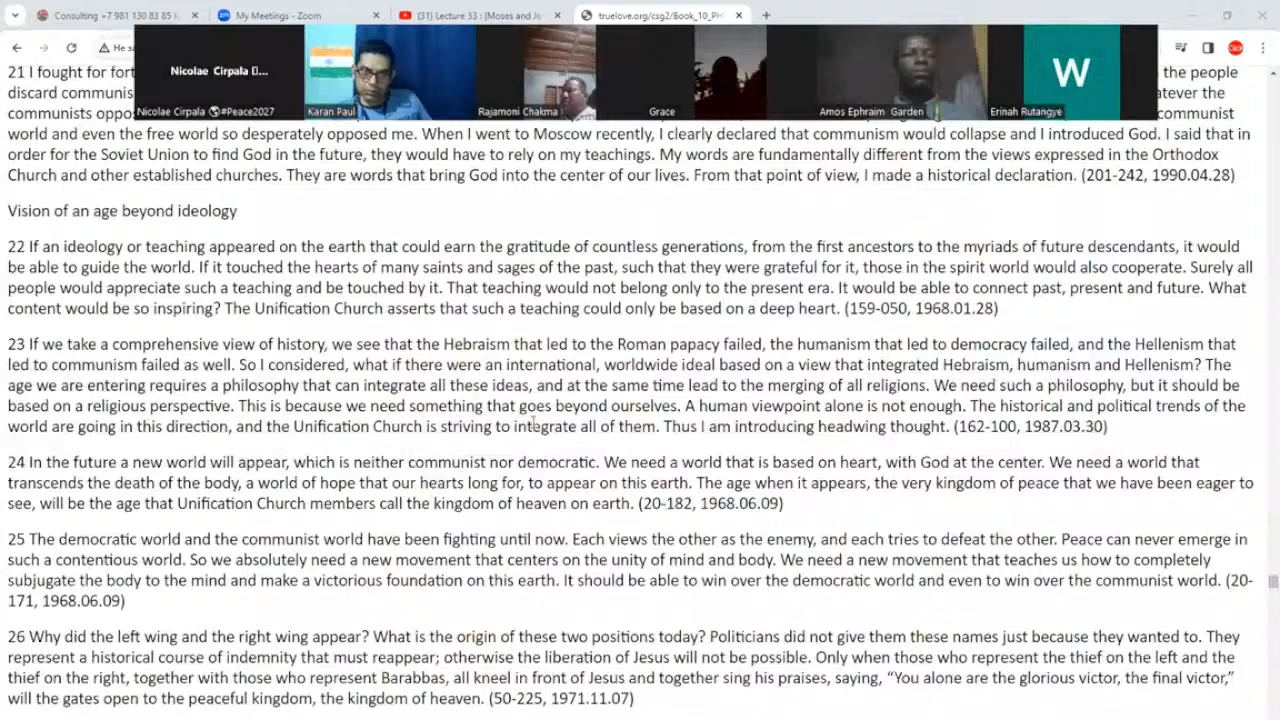 Consulting +7 981 130 83 85
My Meetings - Zoom
(31) Lecture 33 : [Moses and Je
truelove.org/csg2/Book_10_PH
Nicolae Cirpala
W
Nicolae Cirpala #Peace2027
Karan Paul
Rajamoni Chakma
Grace
Amos Ephraim Garden
Erinah Rutangye
21 I fought for fort
the people
discard communis
atever the
communists oppo
communist
world and even the free world so desperately opposed me. When I went to Moscow recently, I clearly declared that communism would collapse and I introduced God. I said that in
order for the Soviet Union to find God in the future, they would have to rely on my teachings. My words are fundamentally different from the views expressed in the Orthodox
Church and other established churches. They are words that bring God into the center of our lives. From that point of view, I made a historical declaration. (201-242, 1990.04.28)
Vision of an age beyond ideology
22 If an ideology or teaching appeared on the earth that could earn the gratitude of countless generations, from the first ancestors to the myriads of future descendants, it would
be able to guide the world. If it touched the hearts of many saints and sages of the past, such that they were grateful for it, those in the spirit world would also cooperate. Surely all
people would appreciate such a teaching and be touched by it. That teaching would not belong only to the present era. It would be able to connect past, present and future. What
content would be so inspiring? The Unification Church asserts that such a teaching could only be based on a deep heart. (159-050, 1968.01.28)
23 If we take a comprehensive view of history, we see that the Hebraism that led to the Roman papacy failed, the humanism that led to democracy failed, and the Hellenism that
led to communism failed as well. So I considered, what if there were an international, worldwide ideal based on a view that integrated Hebraism, humanism and Hellenism? The
age we are entering requires a philosophy that can integrate all these ideas, and at the same time lead to the merging of all religions. We need such a philosophy, but it should be
based on a religious perspective. This is because we need something that goes beyond ourselves. A human viewpoint alone is not enough. The historical and political trends of the
world are going in this direction, and the Unification Church is striving to integrate all of them. Thus I am introducing headwing thought. (162-100, 1987.03.30)
24 In the future a new world will appear, which is neither communist nor democratic. We need a world that is based on heart, with God at the center. We need a world that
transcends the death of the body, a world of hope that our hearts long for, to appear on this earth. The age when it appears, the very kingdom of peace that we have been eager to
see, will be the age that Unification Church members call the kingdom of heaven on earth. (20-182, 1968.06.09)
25 The democratic world and the communist world have been fighting until now. Each views the other as the enemy, and each tries to defeat the other. Peace can never emerge in
such a contentious world. So we absolutely need a new movement that centers on the unity of mind and body. We need a new movement that teaches us how to completely
subjugate the body to the mind and make a victorious foundation on this earth. It should be able to win over the democratic world and even to win over the communist world. (20-
171, 1968.06.09)
26 Why did the left wing and the right wing appear? What is the origin of these two positions today? Politicians did not give them these names just because they wanted to. They
represent a historical course of indemnity that must reappear; otherwise the liberation of Jesus will not be possible. Only when those who represent the thief on the left and the
thief on the right, together with those who represent Barabbas, all kneel in front of Jesus and together sing his praises, saying, “You alone are the glorious victor, the final victor,”
will the gates open to the peaceful kingdom, the kingdom of heaven. (50-225, 1971.11.07)